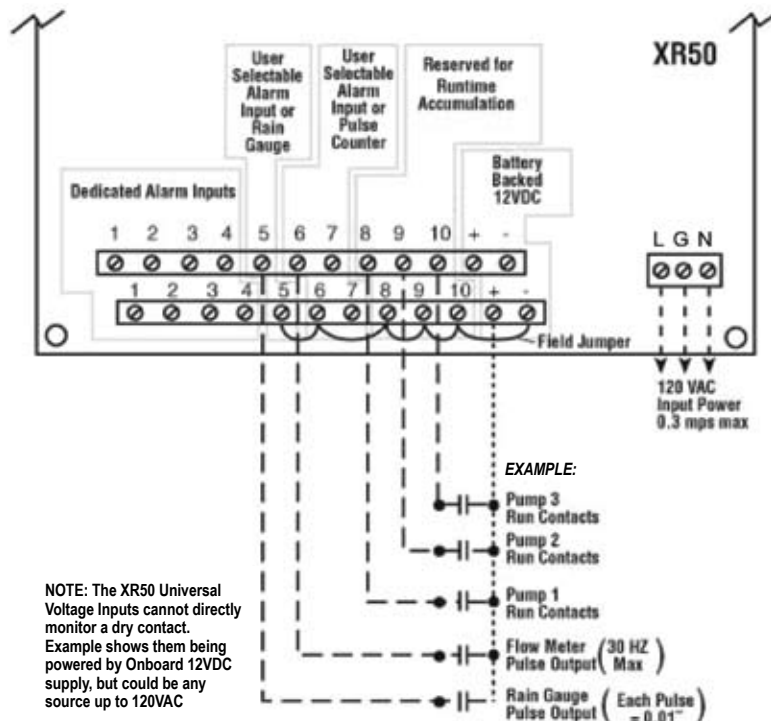 XR50
User
Selectable
Alarm
Input or
Rain
Gauge
User
Selectable
Alarm
Input or
Pulse
Counter
Reserved for
Runtime
Accumulation
Battery
Backed
12VDC
Dedicated Alarm Inputs
1 2 3 4 5 6 7 8 9 10 + -
1 2 3 4 5 6 7 8 9 10 + -
L G N
Field Jumper
120 VAC
Input Power
0.3 mps max
EXAMPLE:
Pump 3
Run Contacts
Pump 2
Run Contacts
Pump 1
Run Contacts
Flow Meter
Pulse Output (30 HZ
Max)
Rain Gauge
Pulse Output (Each Pulse
= 0.01")
NOTE: The XR50 Universal
Voltage Inputs cannot directly
monitor a dry contact.
Example shows them being
powered by Onboard 12VDC
supply, but could be any
source up to 120VAC